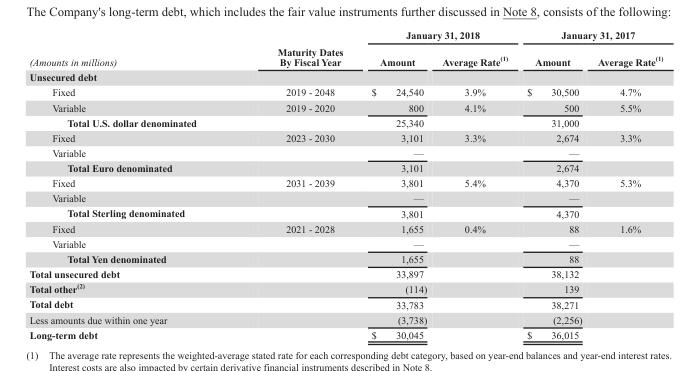 The Company's long-term debt, which includes the fair value instruments further discussed in Note 8, consists of the following:
January 31, 2018 January 31, 2017
(Amounts in millions) Maturity Dates By Fiscal Year Amount Average Rate(1) Amount Average Rate(1)
Unsecured debt
Fixed 2019 - 2048 $ 24,540 3.9% $ 30,500 4.7%
Variable 2019 - 2020 800 4.1% 500 5.5%
Total U.S. dollar denominated 25,340 31,000
Fixed 2023 - 2030 3,101 3.3% 2,674 3.3%
Variable — —
Total Euro denominated 3,101 2,674
Fixed 2031 - 2039 3,801 5.4% 4,370 5.3%
Variable — —
Total Sterling denominated 3,801 4,370
Fixed 2021 - 2028 1,655 0.4% 88 1.6%
Variable — —
Total Yen denominated 1,655 88
Total unsecured debt 33,897 38,132
Total other(2) (114) 139
Total debt 33,783 38,271
Less amounts due within one year (3,738) (2,256)
Long-term debt $ 30,045 $ 36,015
(1) The average rate represents the weighted-average stated rate for each corresponding debt category, based on year-end balances and year-end interest rates.
Interest costs are also impacted by certain derivative financial instruments described in Note 8.